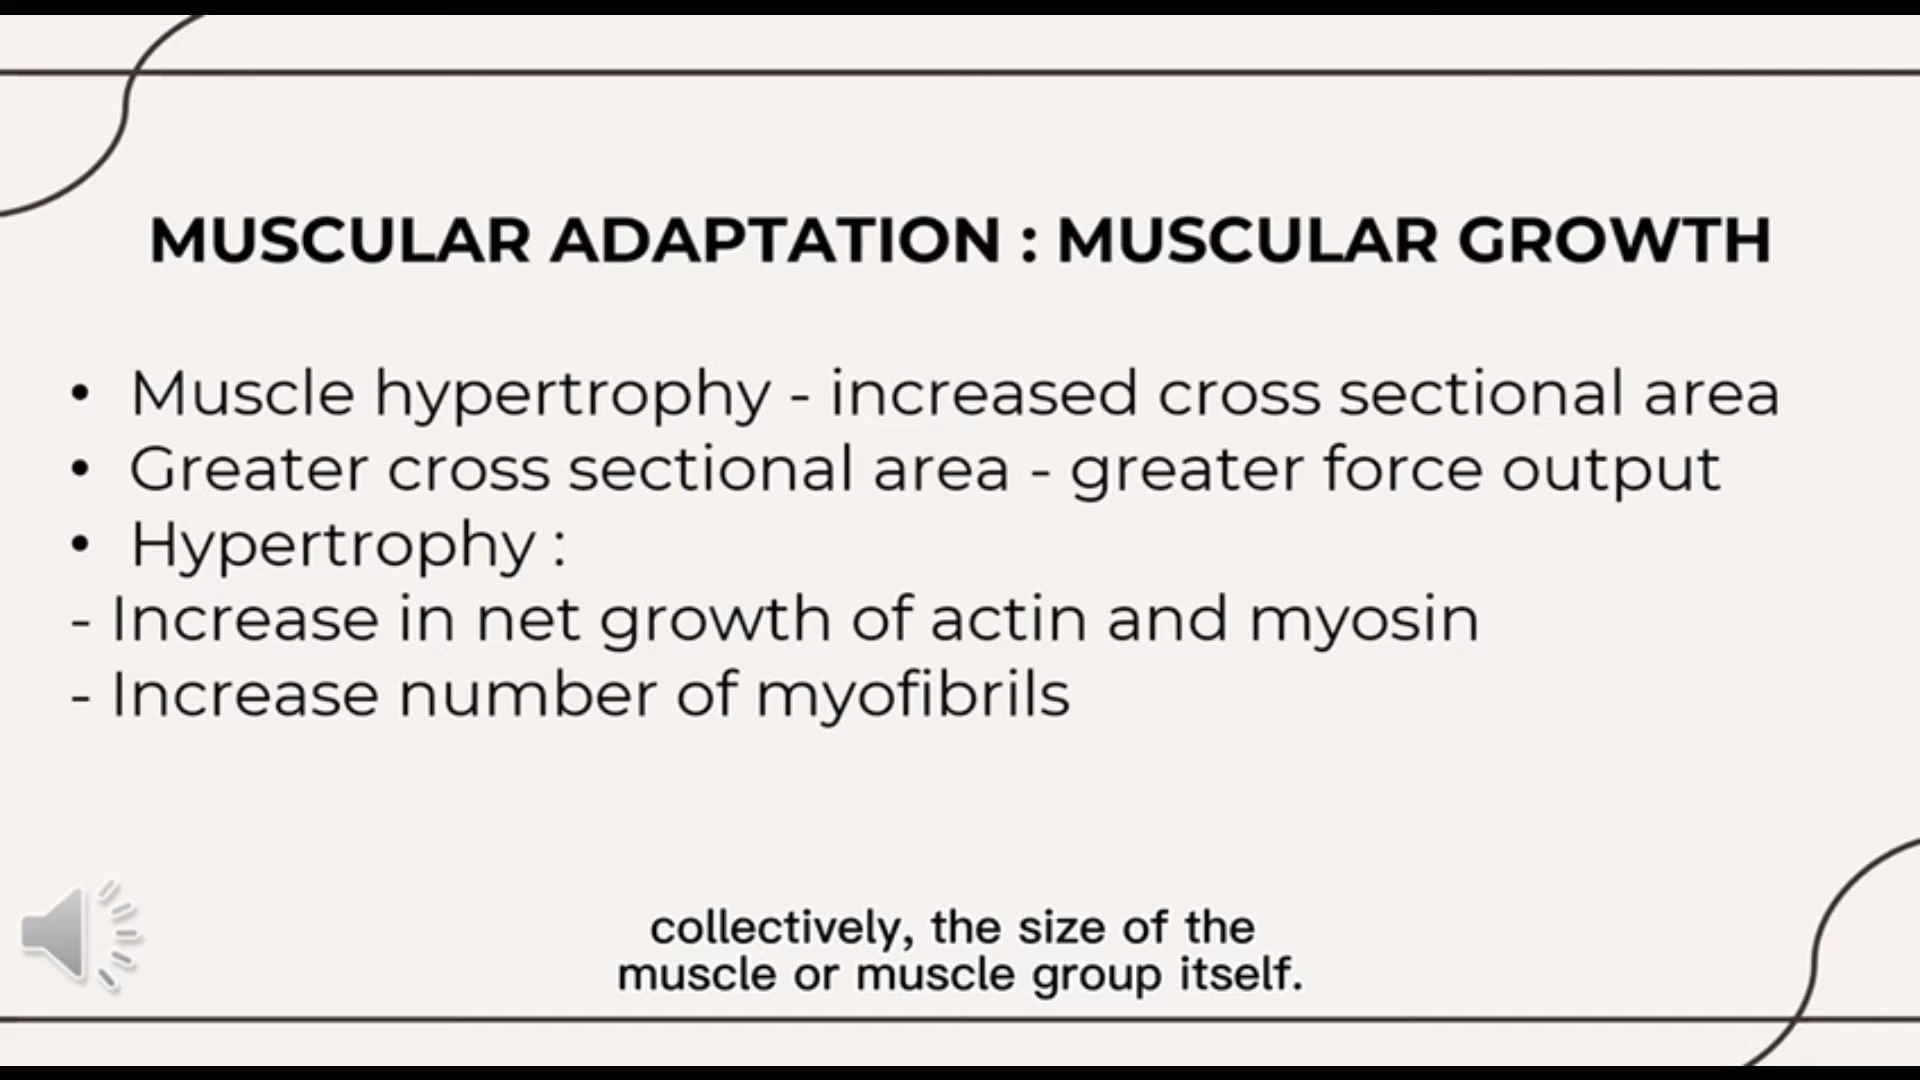 MUSCULAR ADAPTATION : MUSCULAR GROWTH
• Muscle hypertrophy - increased cross sectional area
• Greater cross sectional area - greater force output
• Hypertrophy :
- Increase in net growth of actin and myosin
- Increase number of myofibrils
collectively, the size of the
muscle or muscle group itself.